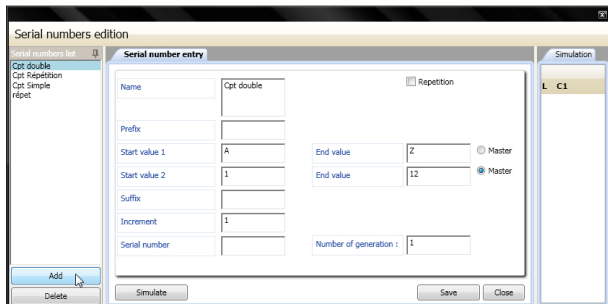 Serial numbers edition
Serial numbers list
Cpt double
Cpt Répétition
Cpt Simple
répet
Add
Delete
Serial number entry
Name
Cpt double
Repetition
Prefix
Start value 1
A
End value
Z
Master
Start value 2
1
End value
12
Master
Suffix
Increment
1
Serial number
Number of generation :
1
Simulate
Save
Close
Simulation
L C1